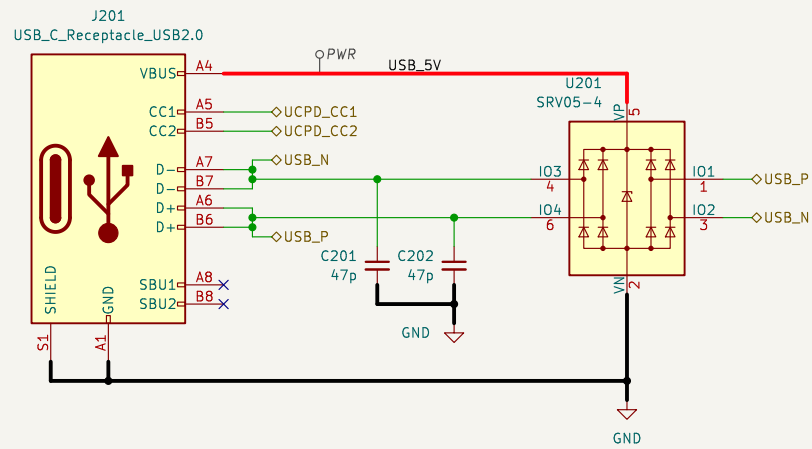 J201
USB_C_Receptacle_USB2.0
PWR
USB_5V
VBUS A4
CC1 A5 UCPD_CC1
CC2 B5 UCPD_CC2
D- A7 USB_N
D- B7
D+ A6
D+ B6 USB_P
SBU1 A8
SBU2 B8
SHIELD
GND
S1
A1
C201
47p
C202
47p
GND
U201
SRV05-4
VP
5
IO3
4
IO4
6
IO1
1
USB_P
IO2
3
USB_N
VN
2
GND